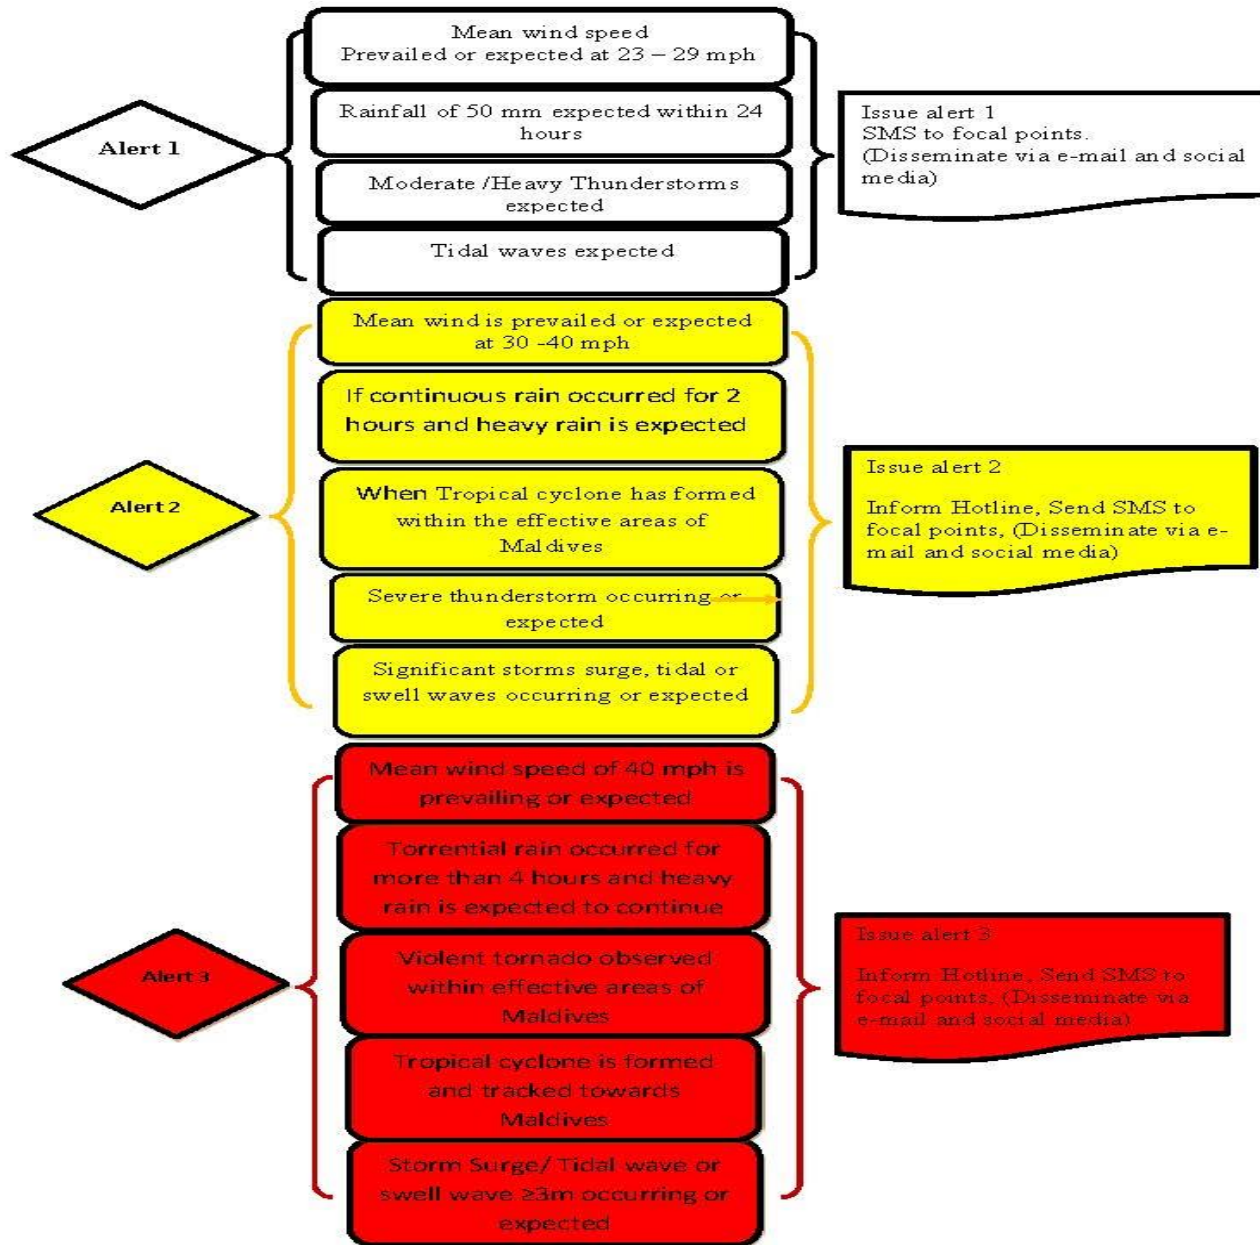 Mean wind speed
Prevailed or expected at 23 – 29 mph
Rainfall of 50 mm expected within 24
hours
Moderate /Heavy Thunderstorms
expected
Tidal waves expected
Alert 1
Issue alert 1
SMS to focal points.
(Disseminate via e-mail and social
media)
Mean wind is prevailed or expected
at 30 -40 mph
If continuous rain occurred for 2
hours and heavy rain is expected
When Tropical cyclone has formed
within the effective areas of
Maldives
Severe thunderstorm occurring or
expected
Significant storms surge, tidal or
swell waves occurring or expected
Alert 2
Issue alert 2
Inform Hotline, Send SMS to
focal points, (Disseminate via e-
mail and social media)
Mean wind speed of 40 mph is
prevailing or expected
Torrential rain occurred for
more than 4 hours and heavy
rain is expected to continue
Violent tornado observed
within effective areas of
Maldives
Tropical cyclone is formed
and tracked towards
Maldives
Storm Surge/ Tidal wave or
swell wave ≥3m occurring or
expected
Alert 3
Issue alert 3
Inform Hotline, Send SMS to
focal points, (Disseminate via
e-mail and social media)